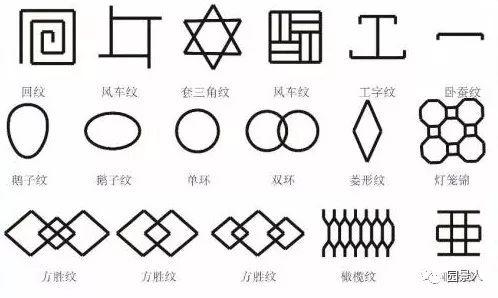 回纹 风车纹 套三角纹 风车纹 工字纹 卧蚕纹
鹅子纹 鹅子纹 单环 双环 菱形纹 灯笼锦
方胜纹 方胜纹 方胜纹 橄榄纹
园景人